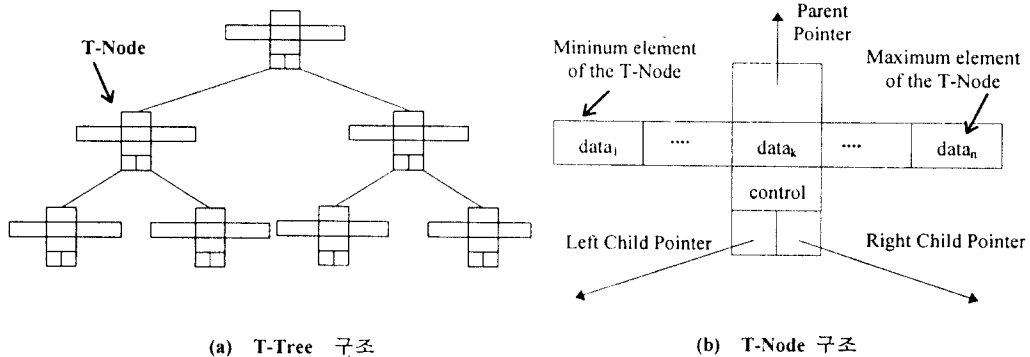 T-Node
(a) T-Tree 구조
Parent
Pointer
Mininum element
of the T-Node
Maximum element
of the T-Node
data₁ .... dataₖ .... dataₙ
control
Left Child Pointer
Right Child Pointer
(b) T-Node 구조